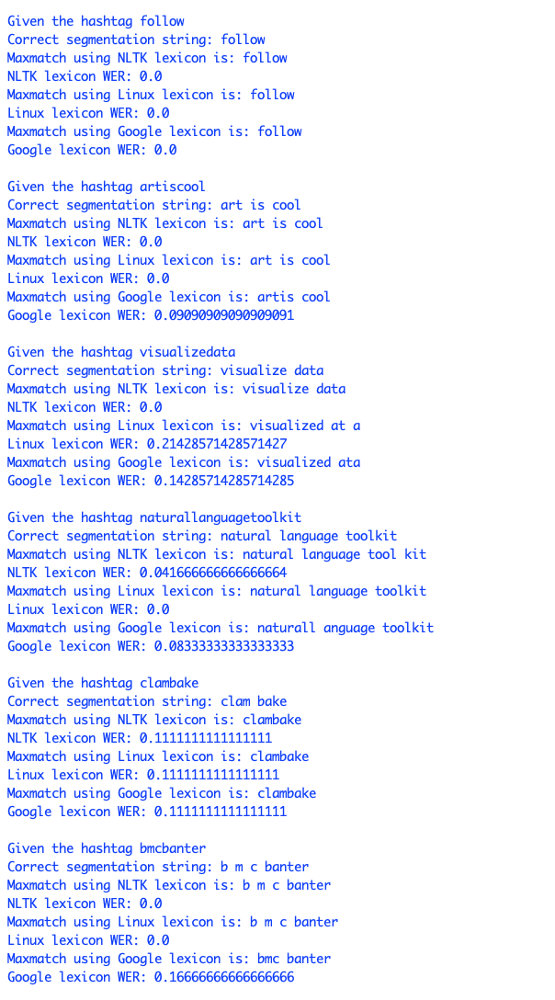 Given the hashtag follow
Correct segmentation string: follow
Maxmatch using NLTK lexicon is: follow
NLTK lexicon WER: 0.0
Maxmatch using Linux lexicon is: follow
Linux lexicon WER: 0.0
Maxmatch using Google lexicon is: follow
Google lexicon WER: 0.0
Given the hashtag artiscool
Correct segmentation string: art is cool
Maxmatch using NLTK lexicon is: art is cool
NLTK lexicon WER: 0.0
Maxmatch using Linux lexicon is: art is cool
Linux lexicon WER: 0.0
Maxmatch using Google lexicon is: artis cool
Google lexicon WER: 0.09090909090909091
Given the hashtag visualizedata
Correct segmentation string: visualize data
Maxmatch using NLTK lexicon is: visualize data
NLTK lexicon WER: 0.0
Maxmatch using Linux lexicon is: visualized at a
Linux lexicon WER: 0.21428571428571427
Maxmatch using Google lexicon is: visualized ata
Google lexicon WER: 0.14285714285714285
Given the hashtag naturallanguagetoolkit
Correct segmentation string: natural language toolkit
Maxmatch using NLTK lexicon is: natural language tool kit
NLTK lexicon WER: 0.041666666666666664
Maxmatch using Linux lexicon is: natural language toolkit
Linux lexicon WER: 0.0
Maxmatch using Google lexicon is: naturall anguage toolkit
Google lexicon WER: 0.08333333333333333
Given the hashtag clambake
Correct segmentation string: clam bake
Maxmatch using NLTK lexicon is: clambake
NLTK lexicon WER: 0.1111111111111111
Maxmatch using Linux lexicon is: clambake
Linux lexicon WER: 0.1111111111111111
Maxmatch using Google lexicon is: clambake
Google lexicon WER: 0.1111111111111111
Given the hashtag bmcbanter
Correct segmentation string: b m c banter
Maxmatch using NLTK lexicon is: b m c banter
NLTK lexicon WER: 0.0
Maxmatch using Linux lexicon is: b m c banter
Linux lexicon WER: 0.0
Maxmatch using Google lexicon is: bmc banter
Google lexicon WER: 0.16666666666666666